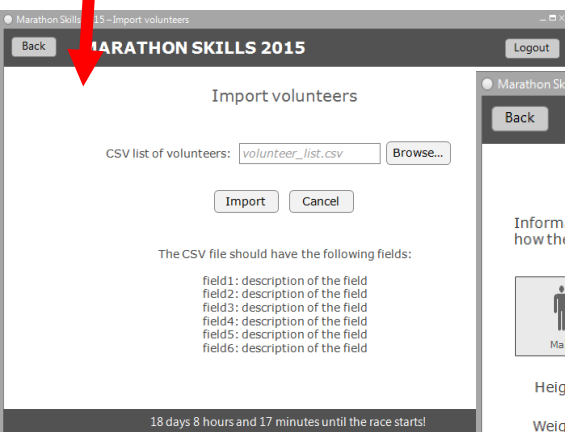 Marathon Skills 2015 – Import volunteers
Back
MARATHON SKILLS 2015
Logout
Import volunteers
CSV list of volunteers:
volunteer_list.csv
Browse...
Import
Cancel
The CSV file should have the following fields:
field1: description of the field
field2: description of the field
field3: description of the field
field4: description of the field
field5: description of the field
field6: description of the field
18 days 8 hours and 17 minutes until the race starts!
Marathon Sk
Back
Inform
how the
Ma
Heig
Weig